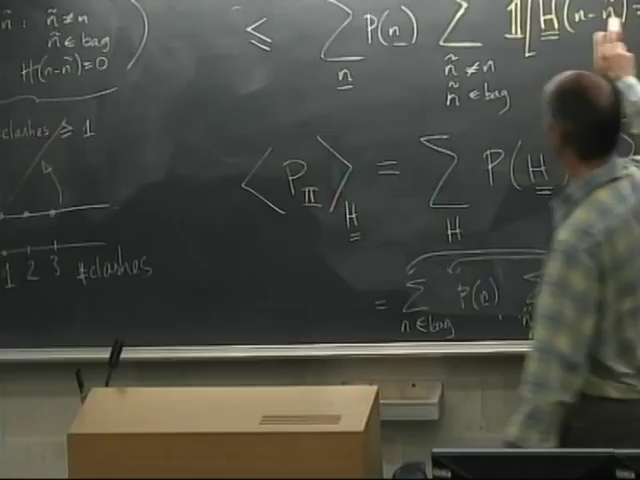 ñ : ñ ≠ n
ñ ∈ bag
H(n-ñ)=0
clashes ≥ 1
1 2 3 #clashes
≤ ∑ P(n) ∑ 𝟙[H(n-ñ)
n ñ ≠ n
ñ ∈ bag
⟨P_II⟩_H = ∑ P(H
H
= ∑ P(n) ∑
n ∈ bag